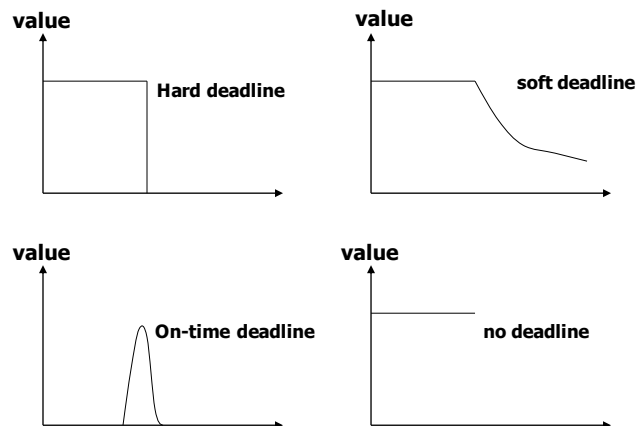 value
Hard deadline
value
soft deadline
value
On-time deadline
value
no deadline